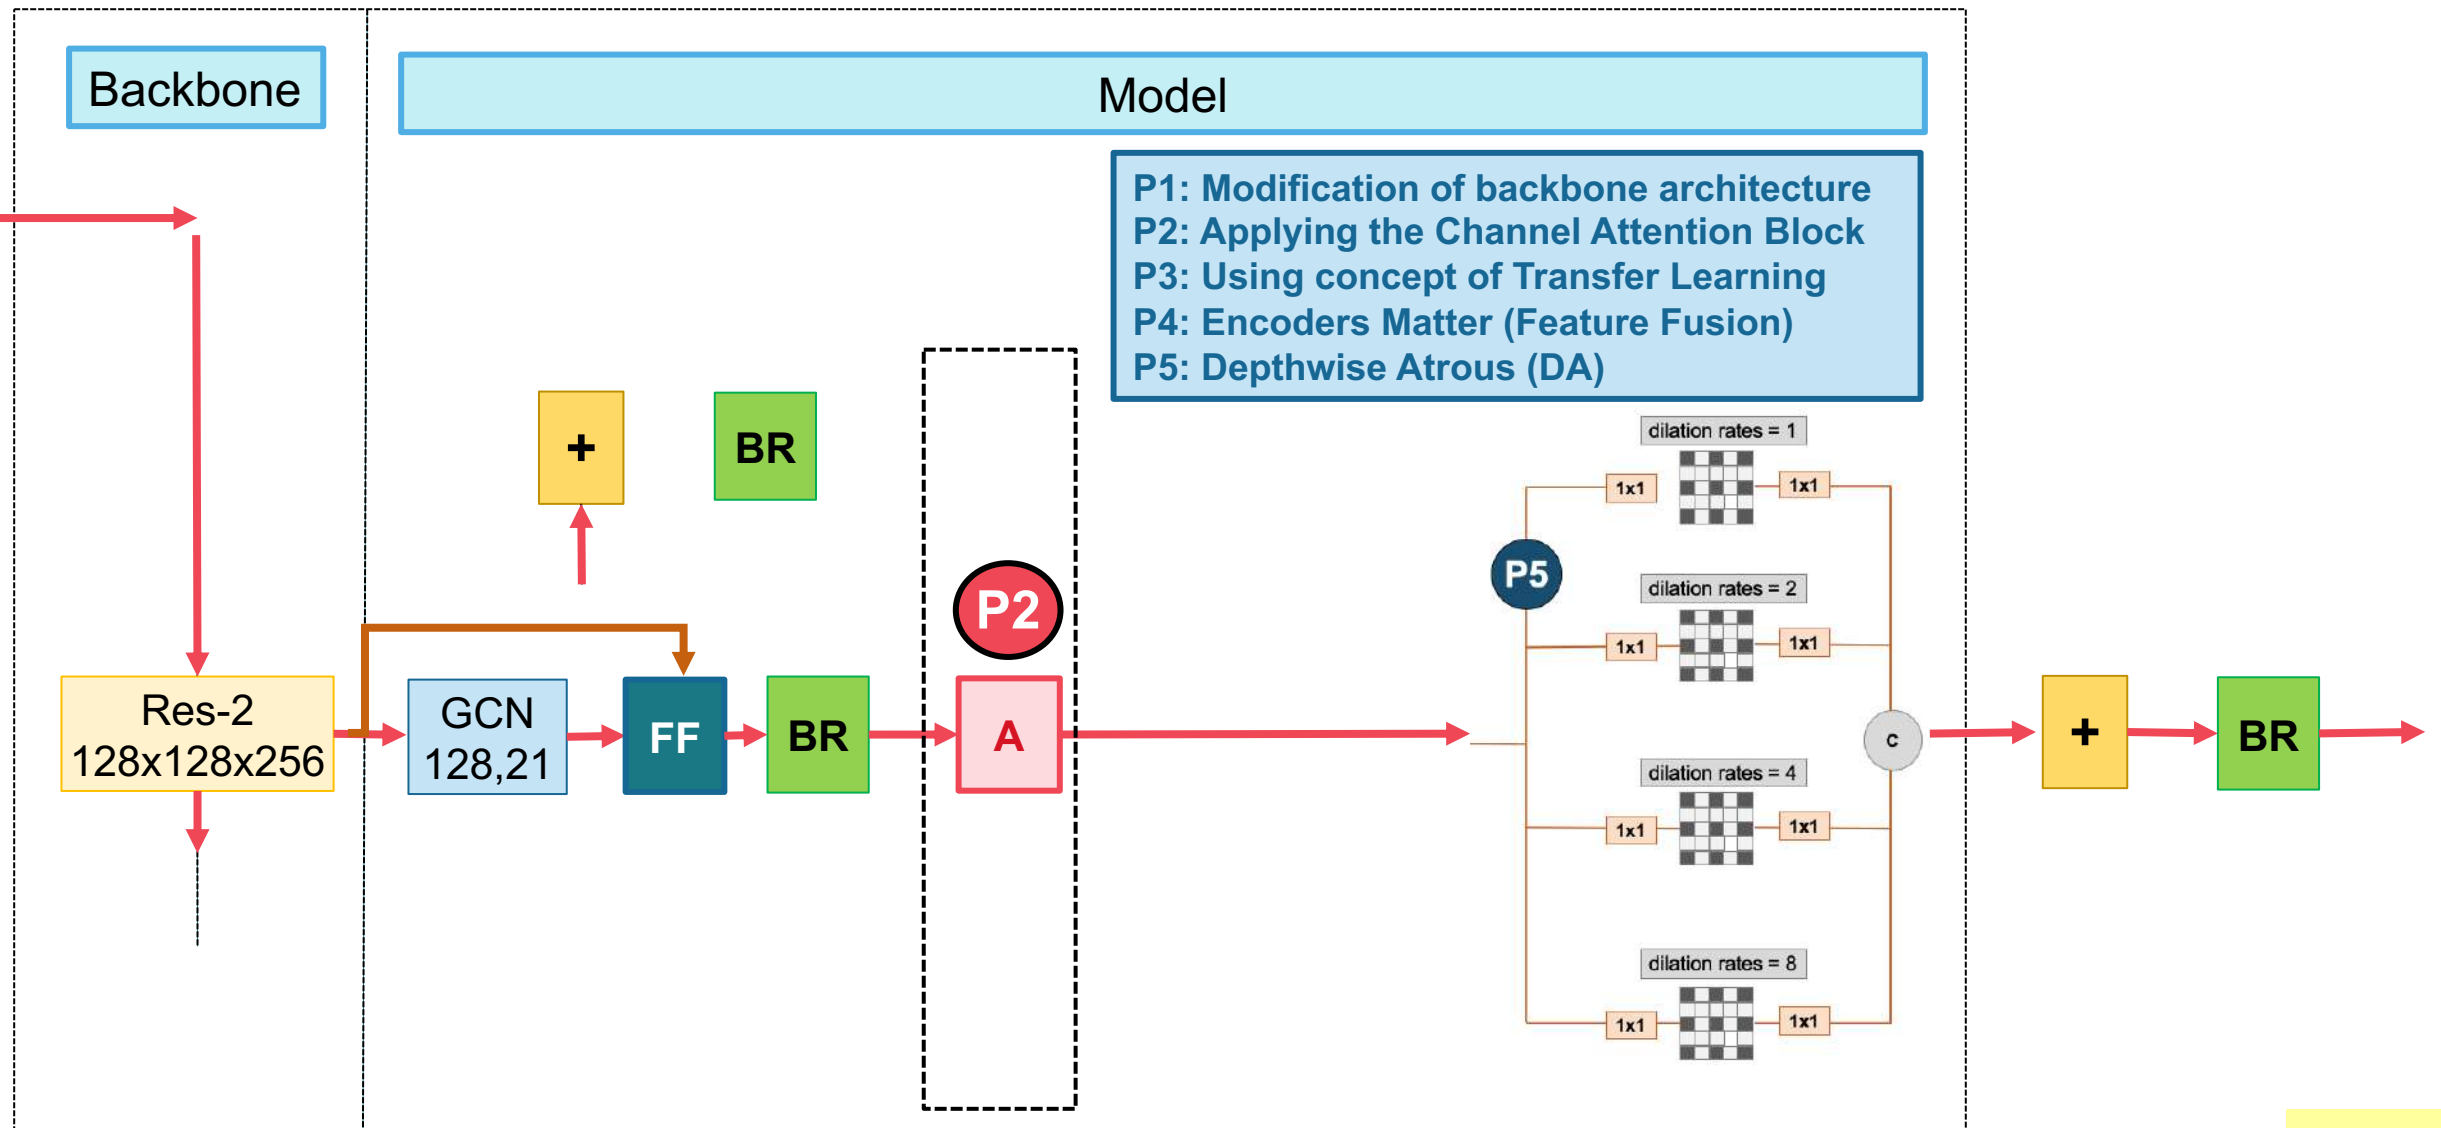 Backbone
Model
P1: Modification of backbone architecture
P2: Applying the Channel Attention Block
P3: Using concept of Transfer Learning
P4: Encoders Matter (Feature Fusion)
P5: Depthwise Atrous (DA)
+
BR
dilation rates = 1
1x1
1x1
P5
P2
dilation rates = 2
1x1
1x1
Res-2
128x128x256
GCN
128,21
FF
BR
A
c
+
BR
dilation rates = 4
1x1
1x1
dilation rates = 8
1x1
1x1